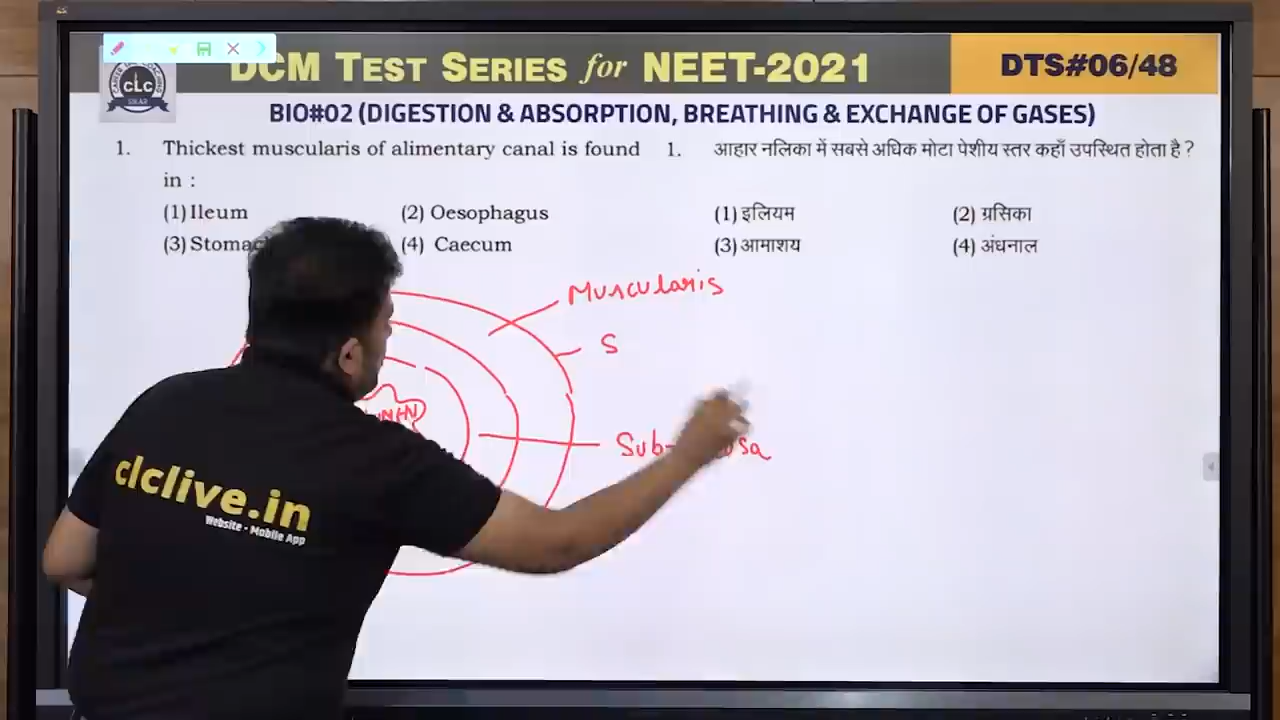 DCM TEST SERIES for NEET-2021
DTS#06/48
CLC
SIKAR
BIO#02 (DIGESTION & ABSORPTION, BREATHING & EXCHANGE OF GASES)
1. Thickest muscularis of alimentary canal is found
in :
(1) Ileum (2) Oesophagus
(3) Stomac (4) Caecum
1. आहार नलिका में सबसे अधिक मोटा पेशीय स्तर कहाँ उपस्थित होता है ?
(1) इलियम (2) ग्रसिका
(3) आमाशय (4) अंधनाल
Muscularis
S
Sub- sa
clclive.in
Website - Mobile App